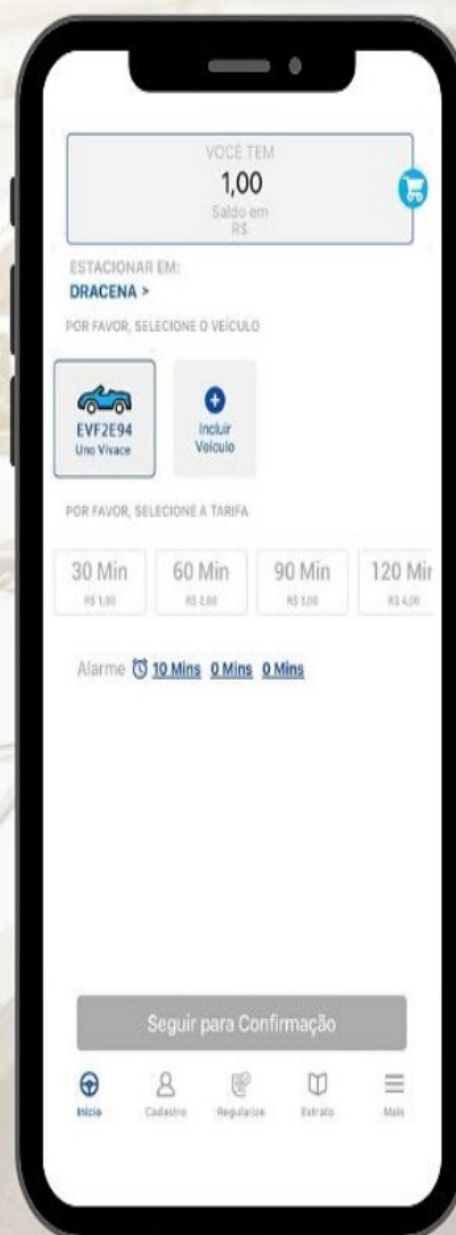 VOCÊ TEM
1,00
Saldo em
R$
ESTACIONAR EM:
DRACENA >
POR FAVOR, SELECIONE O VEÍCULO
EVF2E94
Uno Vivace
Incluir
Veículo
POR FAVOR, SELECIONE A TARIFA
30 Min 60 Min 90 Min 120 Min
R$ 1,00 R$ 2,00 R$ 3,00 R$ 4,00
Alarme 10 Mins 0 Mins 0 Mins
Seguir para Confirmação
Início Cadastro Regularize Extrato Mais